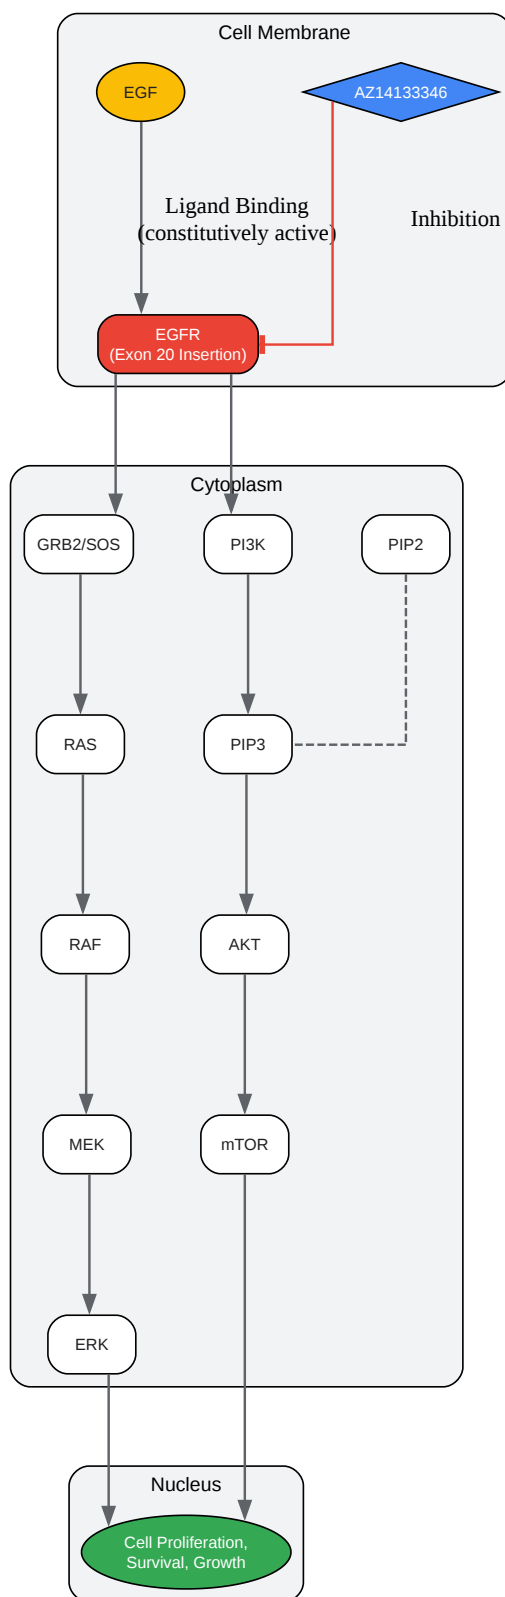 Cell Membrane
EGF
AZ14133346
Ligand Binding
(constitutively active)
Inhibition
EGFR
(Exon 20 Insertion)
Cytoplasm
GRB2/SOS
PI3K
PIP2
RAS
PIP3
RAF
AKT
MEK
mTOR
ERK
Nucleus
Cell Proliferation,
Survival, Growth